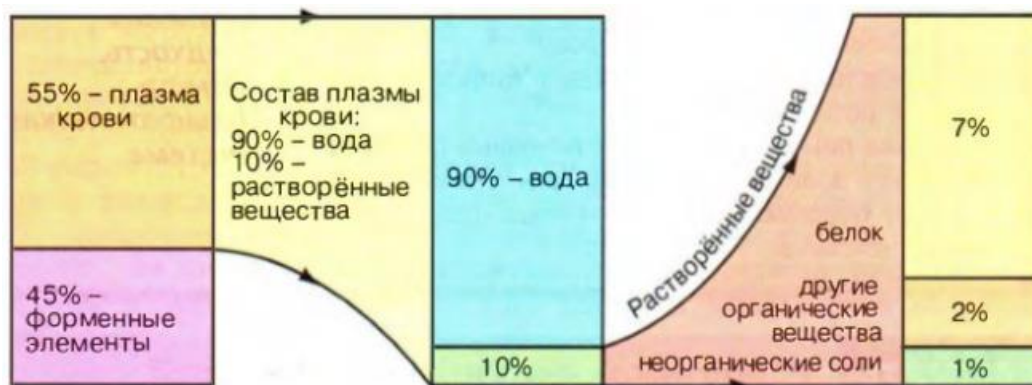 55% – плазма
крови
45% –
форменные
элементы
Состав плазмы
крови:
90% – вода
10% –
растворённые
вещества
90% – вода
10%
Растворённые вещества
белок
другие
органические
вещества
неорганические соли
7%
2%
1%